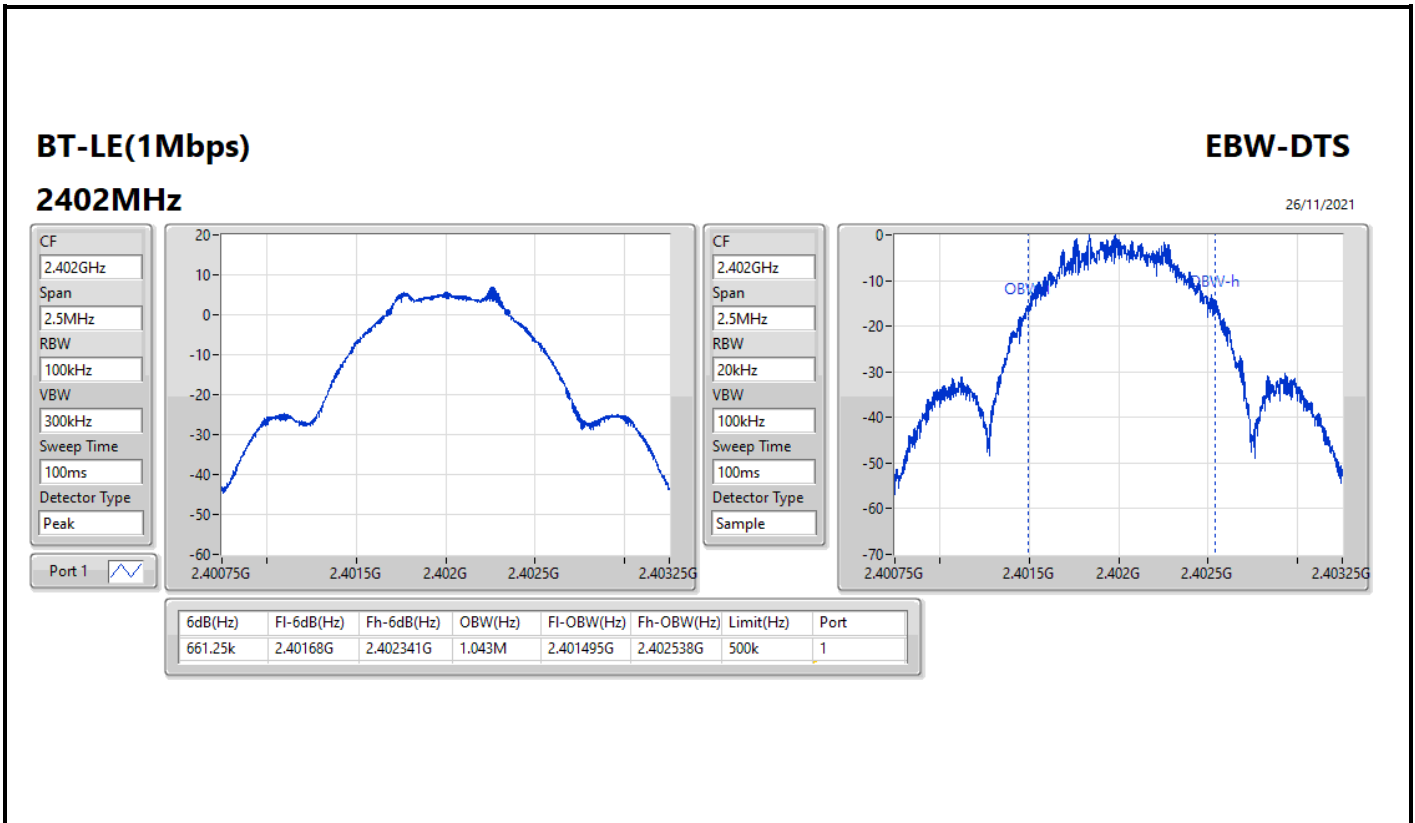 BT-LE(1Mbps) EBW-DTS
2402MHz 26/11/2021
CF
2.402GHz
Span
2.5MHz
RBW
100kHz
VBW
300kHz
Sweep Time
100ms
Detector Type
Peak
Port 1
20
10
0
-10
-20
-30
-40
-50
-60
2.40075G 2.4015G 2.402G 2.4025G 2.40325G
CF
2.402GHz
Span
2.5MHz
RBW
20kHz
VBW
100kHz
Sweep Time
100ms
Detector Type
Sample
0
-10
-20
-30
-40
-50
-60
-70
OBW-h
2.40075G 2.4015G 2.402G 2.4025G 2.40325G
6dB(Hz) Fl-6dB(Hz) Fh-6dB(Hz) OBW(Hz) Fl-OBW(Hz) Fh-OBW(Hz) Limit(Hz) Port
661.25k 2.40168G 2.402341G 1.043M 2.401495G 2.402538G 500k 1